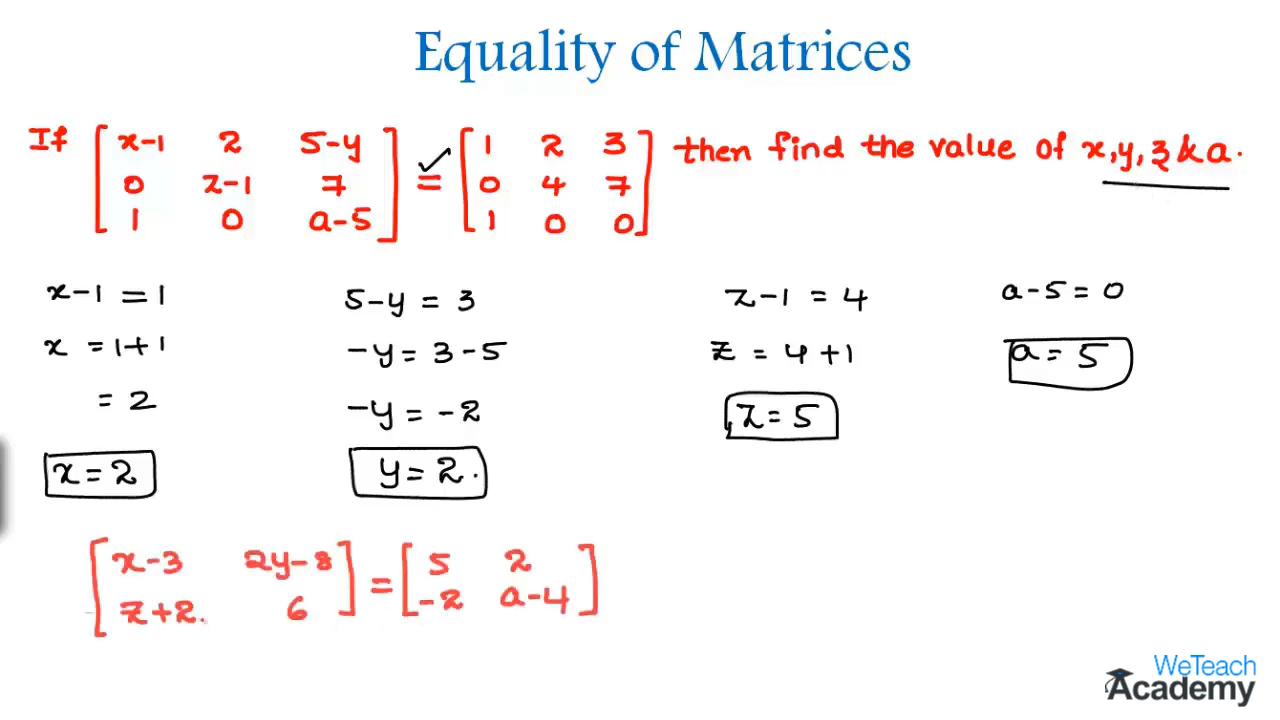 Equality of Matrices
If [x-1 2 5-y = [1 2 3] then find the value of x, y, z & a.
0 z-1 7 0 4 7
1 0 a-5] 1 0 0
x-1 = 1
x = 1+1
= 2
x = 2
5-y = 3
-y = 3-5
-y = -2
y = 2.
z-1 = 4
z = 4+1
z = 5
a-5 = 0
a = 5
[x-3 2y-8] = [5 2]
[z+2. 6] [-2 a-4]
WeTeach
Academy